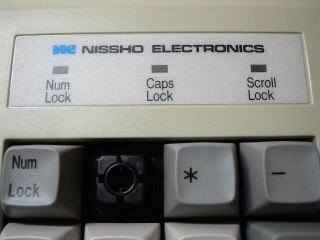 NISSHO ELECTRONICS
Num Caps Scroll
Lock Lock Lock
Num
Lock
* −